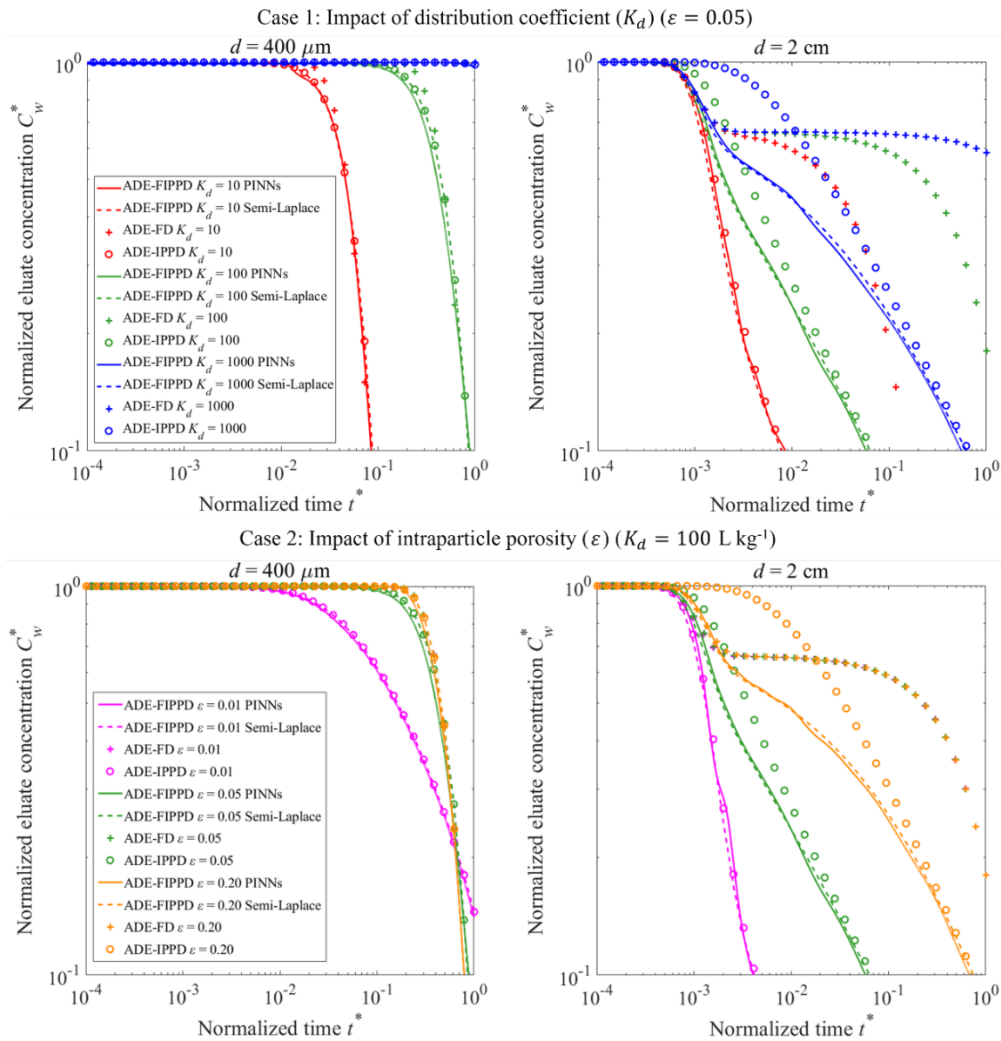 Case 1: Impact of distribution coefficient (K_d) (ε = 0.05)
d = 400 μm
Normalized eluate concentration C_w^*
10^0
10^-1
ADE-FIPPD K_d = 10 PINNs
ADE-FIPPD K_d = 10 Semi-Laplace
ADE-FD K_d = 10
ADE-IPPD K_d = 10
ADE-FIPPD K_d = 100 PINNs
ADE-FIPPD K_d = 100 Semi-Laplace
ADE-FD K_d = 100
ADE-IPPD K_d = 100
ADE-FIPPD K_d = 1000 PINNs
ADE-FIPPD K_d = 1000 Semi-Laplace
ADE-FD K_d = 1000
ADE-IPPD K_d = 1000
10^-4 10^-3 10^-2 10^-1 10^0
Normalized time t^*
d = 2 cm
Normalized eluate concentration C_w^*
10^0
10^-1
10^-4 10^-3 10^-2 10^-1 10^0
Normalized time t^*
Case 2: Impact of intraparticle porosity (ε) (K_d = 100 L kg^-1)
d = 400 μm
Normalized eluate concentration C_w^*
10^0
10^-1
ADE-FIPPD ε = 0.01 PINNs
ADE-FIPPD ε = 0.01 Semi-Laplace
ADE-FD ε = 0.01
ADE-IPPD ε = 0.01
ADE-FIPPD ε = 0.05 PINNs
ADE-FIPPD ε = 0.05 Semi-Laplace
ADE-FD ε = 0.05
ADE-IPPD ε = 0.05
ADE-FIPPD ε = 0.20 PINNs
ADE-FIPPD ε = 0.20 Semi-Laplace
ADE-FD ε = 0.20
ADE-IPPD ε = 0.20
10^-4 10^-3 10^-2 10^-1 10^0
Normalized time t^*
d = 2 cm
Normalized eluate concentration C_w^*
10^0
10^-1
10^-4 10^-3 10^-2 10^-1 10^0
Normalized time t^*